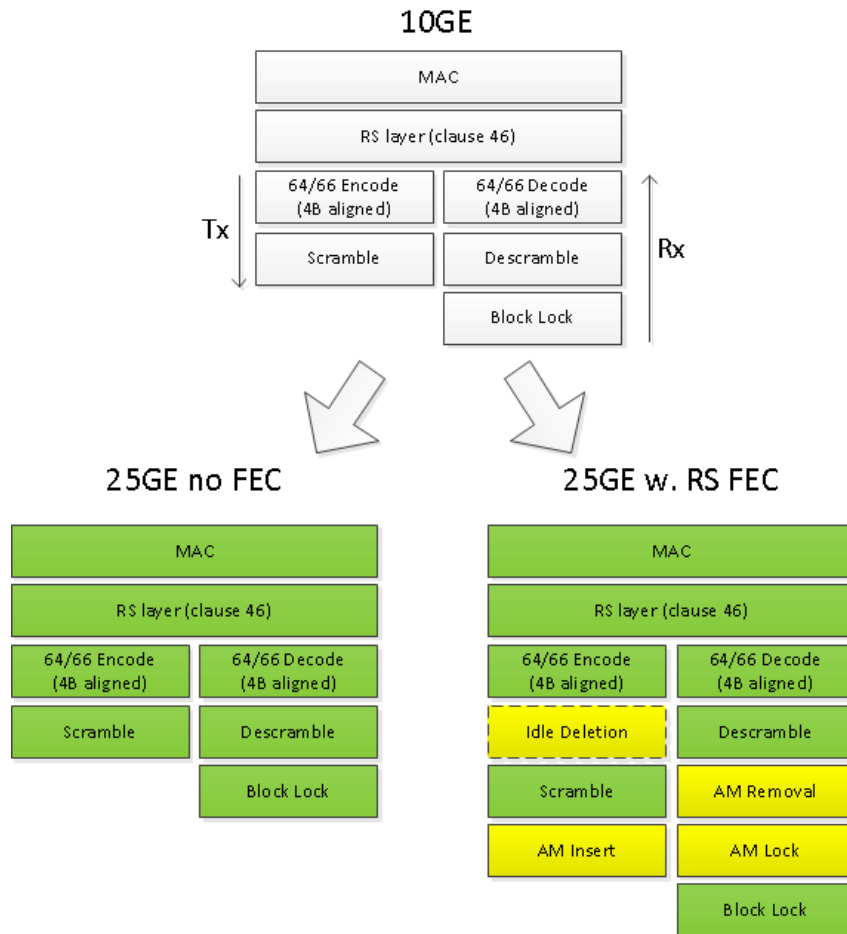 10GE
MAC
RS layer (clause 46)
64/66 Encode
(4B aligned)
64/66 Decode
(4B aligned)
Tx
Scramble
Descramble
Rx
Block Lock
25GE no FEC
MAC
RS layer (clause 46)
64/66 Encode
(4B aligned)
64/66 Decode
(4B aligned)
Scramble
Descramble
Block Lock
25GE w. RS FEC
MAC
RS layer (clause 46)
64/66 Encode
(4B aligned)
64/66 Decode
(4B aligned)
Idle Deletion
Descramble
Scramble
AM Removal
AM Insert
AM Lock
Block Lock